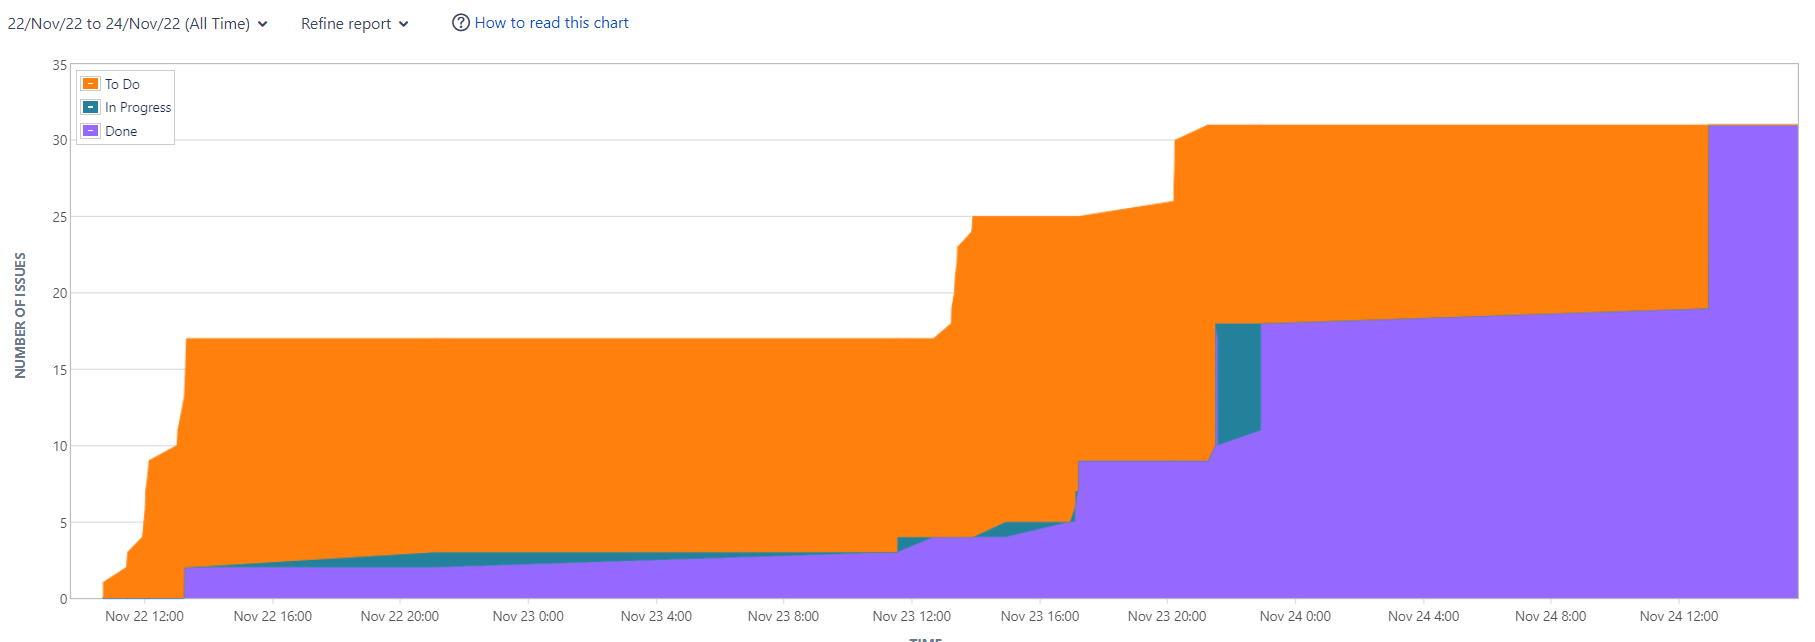 22/Nov/22 to 24/Nov/22 (All Time) Refine report How to read this chart
35
To Do
In Progress
Done
30
25
20
15
10
5
0
NUMBER OF ISSUES
Nov 22 12:00 Nov 22 16:00 Nov 22 20:00 Nov 23 0:00 Nov 23 4:00 Nov 23 8:00 Nov 23 12:00 Nov 23 16:00 Nov 23 20:00 Nov 24 0:00 Nov 24 4:00 Nov 24 8:00 Nov 24 12:00
TIME